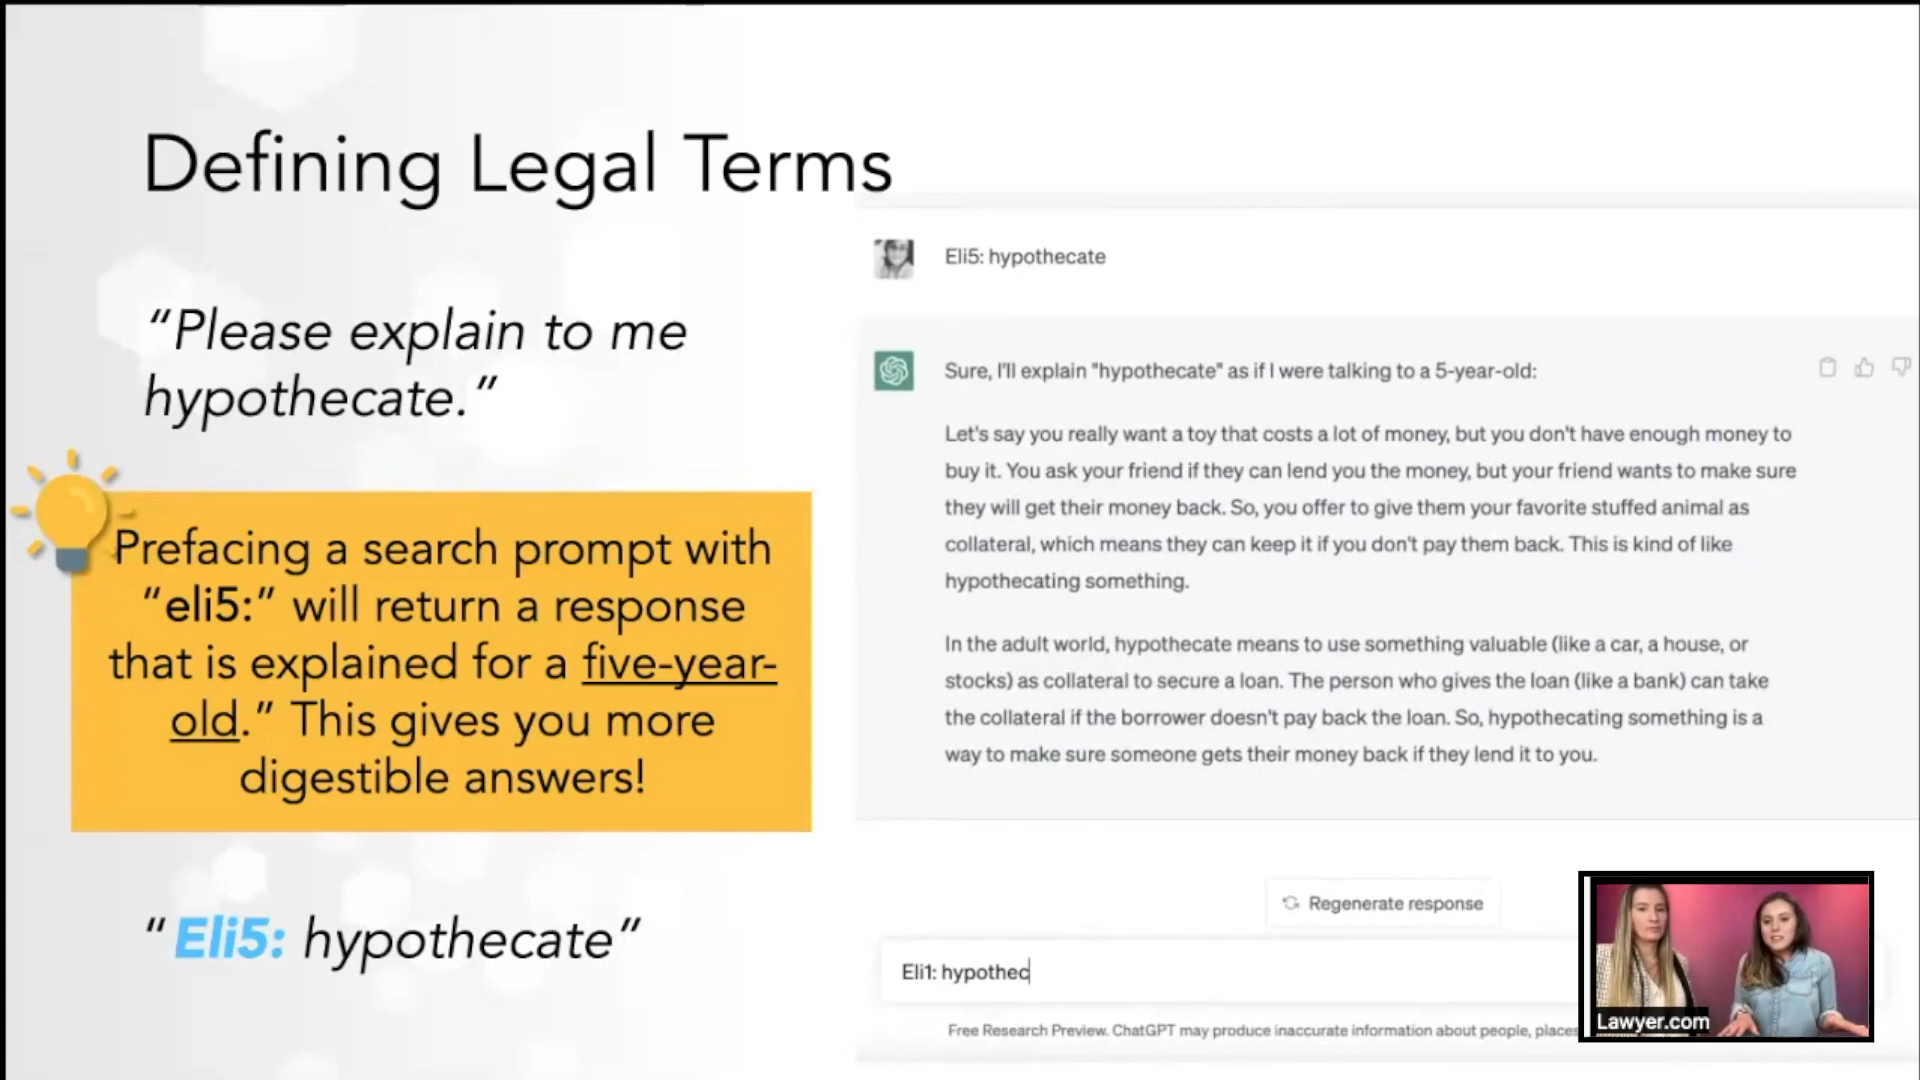 Defining Legal Terms
“Please explain to me
hypothecate.”
Prefacing a search prompt with
“eli5:” will return a response
that is explained for a five-year-
old.” This gives you more
digestible answers!
“Eli5: hypothecate”
Eli5: hypothecate
Sure, I'll explain "hypothecate" as if I were talking to a 5-year-old:
Let's say you really want a toy that costs a lot of money, but you don't have enough money to
buy it. You ask your friend if they can lend you the money, but your friend wants to make sure
they will get their money back. So, you offer to give them your favorite stuffed animal as
collateral, which means they can keep it if you don't pay them back. This is kind of like
hypothecating something.
In the adult world, hypothecate means to use something valuable (like a car, a house, or
stocks) as collateral to secure a loan. The person who gives the loan (like a bank) can take
the collateral if the borrower doesn't pay back the loan. So, hypothecating something is a
way to make sure someone gets their money back if they lend it to you.
Regenerate response
Eli1: hypothec
Free Research Preview. ChatGPT may produce inaccurate information about people, places
Lawyer.com